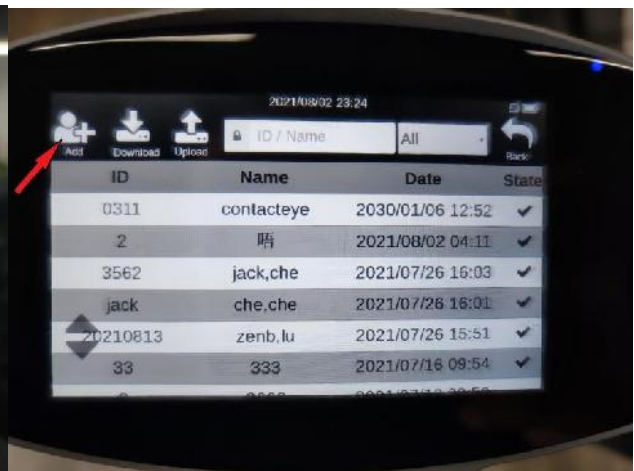 2021/08/02 23:24
Add Download Upload ID / Name All Back
ID Name Date State
0311 contacteye 2030/01/06 12:52
2 唔 2021/08/02 04:11
3562 jack,che 2021/07/26 16:03
jack che,che 2021/07/26 16:01
20210813 zenb,lu 2021/07/26 15:51
33 333 2021/07/16 09:54